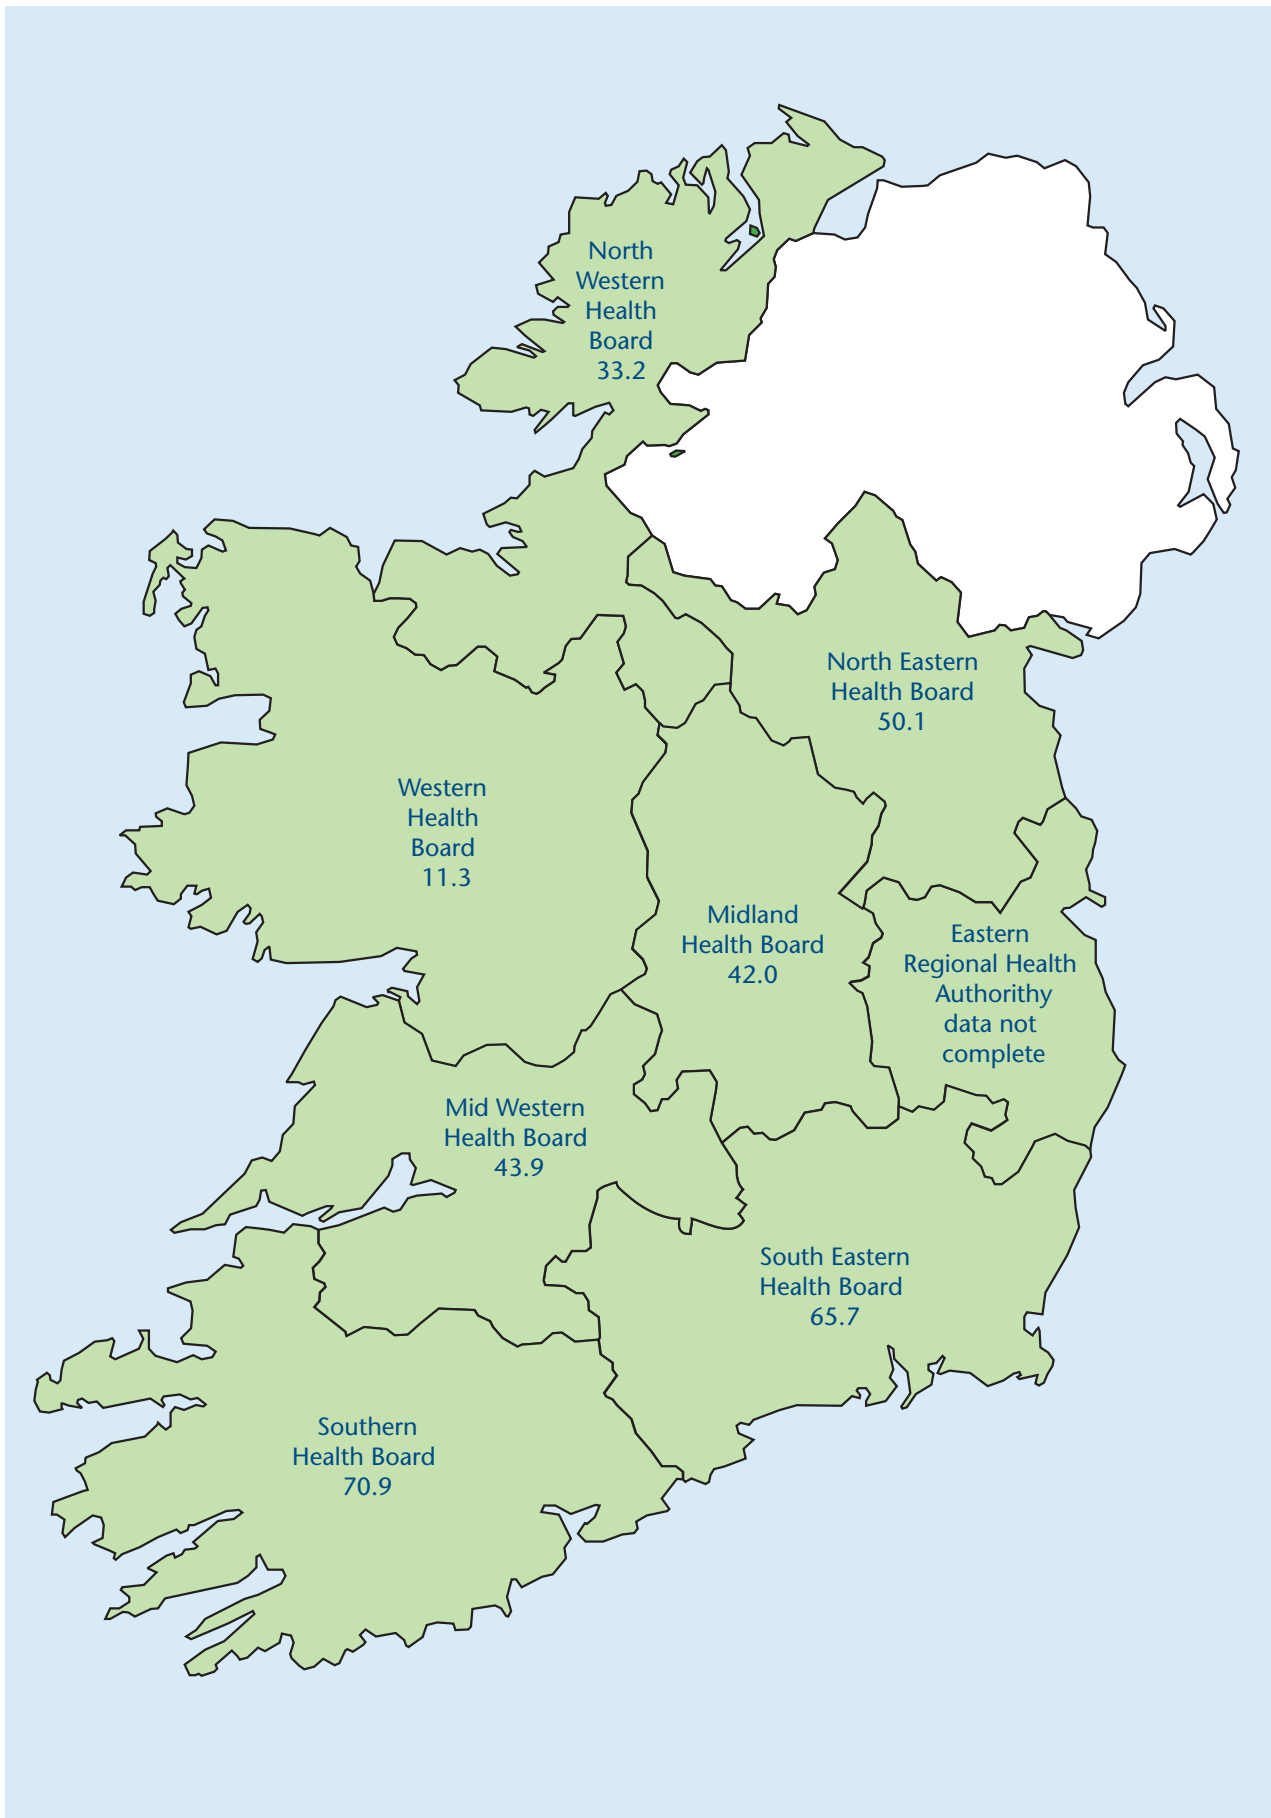 North
Western
Health
Board
33.2
North Eastern
Health Board
50.1
Western
Health
Board
11.3
Midland
Health Board
42.0
Eastern
Regional Health
Authorithy
data not
complete
Mid Western
Health Board
43.9
South Eastern
Health Board
65.7
Southern
Health Board
70.9